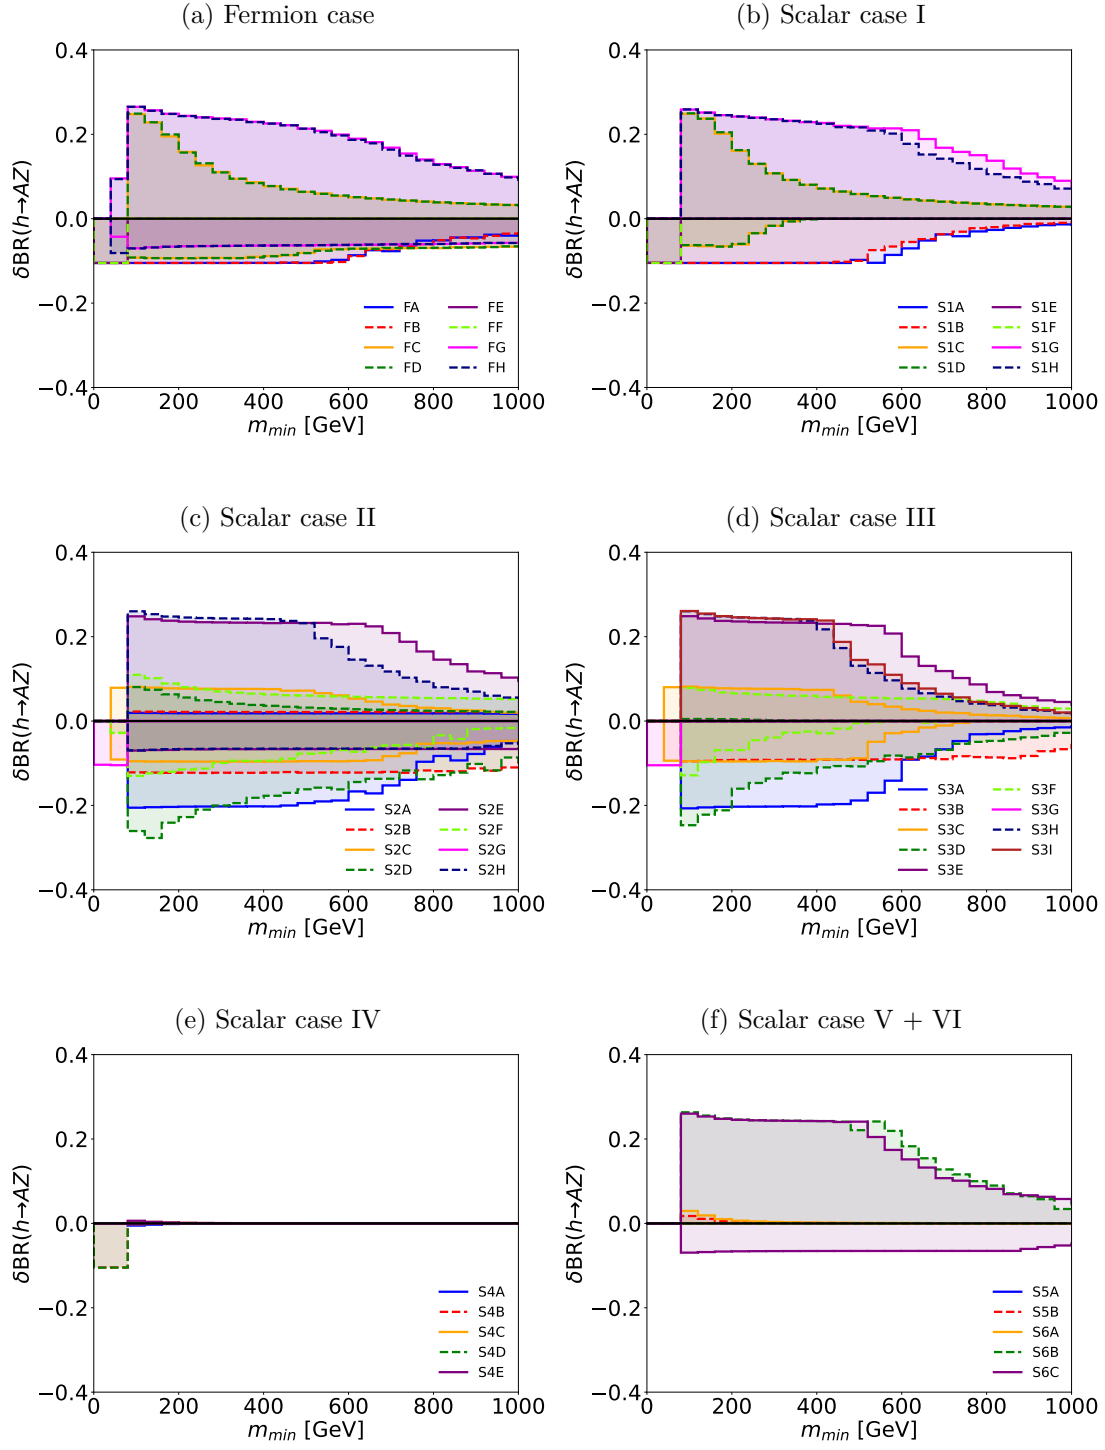 (a) Fermion case
δBR(h→AZ)
0.4
0.2
0.0
−0.2
−0.4
FA
FB
FC
FD
FE
FF
FG
FH
0 200 400 600 800 1000
m_min [GeV]
(b) Scalar case I
δBR(h→AZ)
0.4
0.2
0.0
−0.2
−0.4
S1A
S1B
S1C
S1D
S1E
S1F
S1G
S1H
0 200 400 600 800 1000
m_min [GeV]
(c) Scalar case II
δBR(h→AZ)
0.4
0.2
0.0
−0.2
−0.4
S2A
S2B
S2C
S2D
S2E
S2F
S2G
S2H
0 200 400 600 800 1000
m_min [GeV]
(d) Scalar case III
δBR(h→AZ)
0.4
0.2
0.0
−0.2
−0.4
S3A
S3B
S3C
S3D
S3E
S3F
S3G
S3H
S3I
0 200 400 600 800 1000
m_min [GeV]
(e) Scalar case IV
δBR(h→AZ)
0.4
0.2
0.0
−0.2
−0.4
S4A
S4B
S4C
S4D
S4E
0 200 400 600 800 1000
m_min [GeV]
(f) Scalar case V + VI
δBR(h→AZ)
0.4
0.2
0.0
−0.2
−0.4
S5A
S5B
S6A
S6B
S6C
0 200 400 600 800 1000
m_min [GeV]